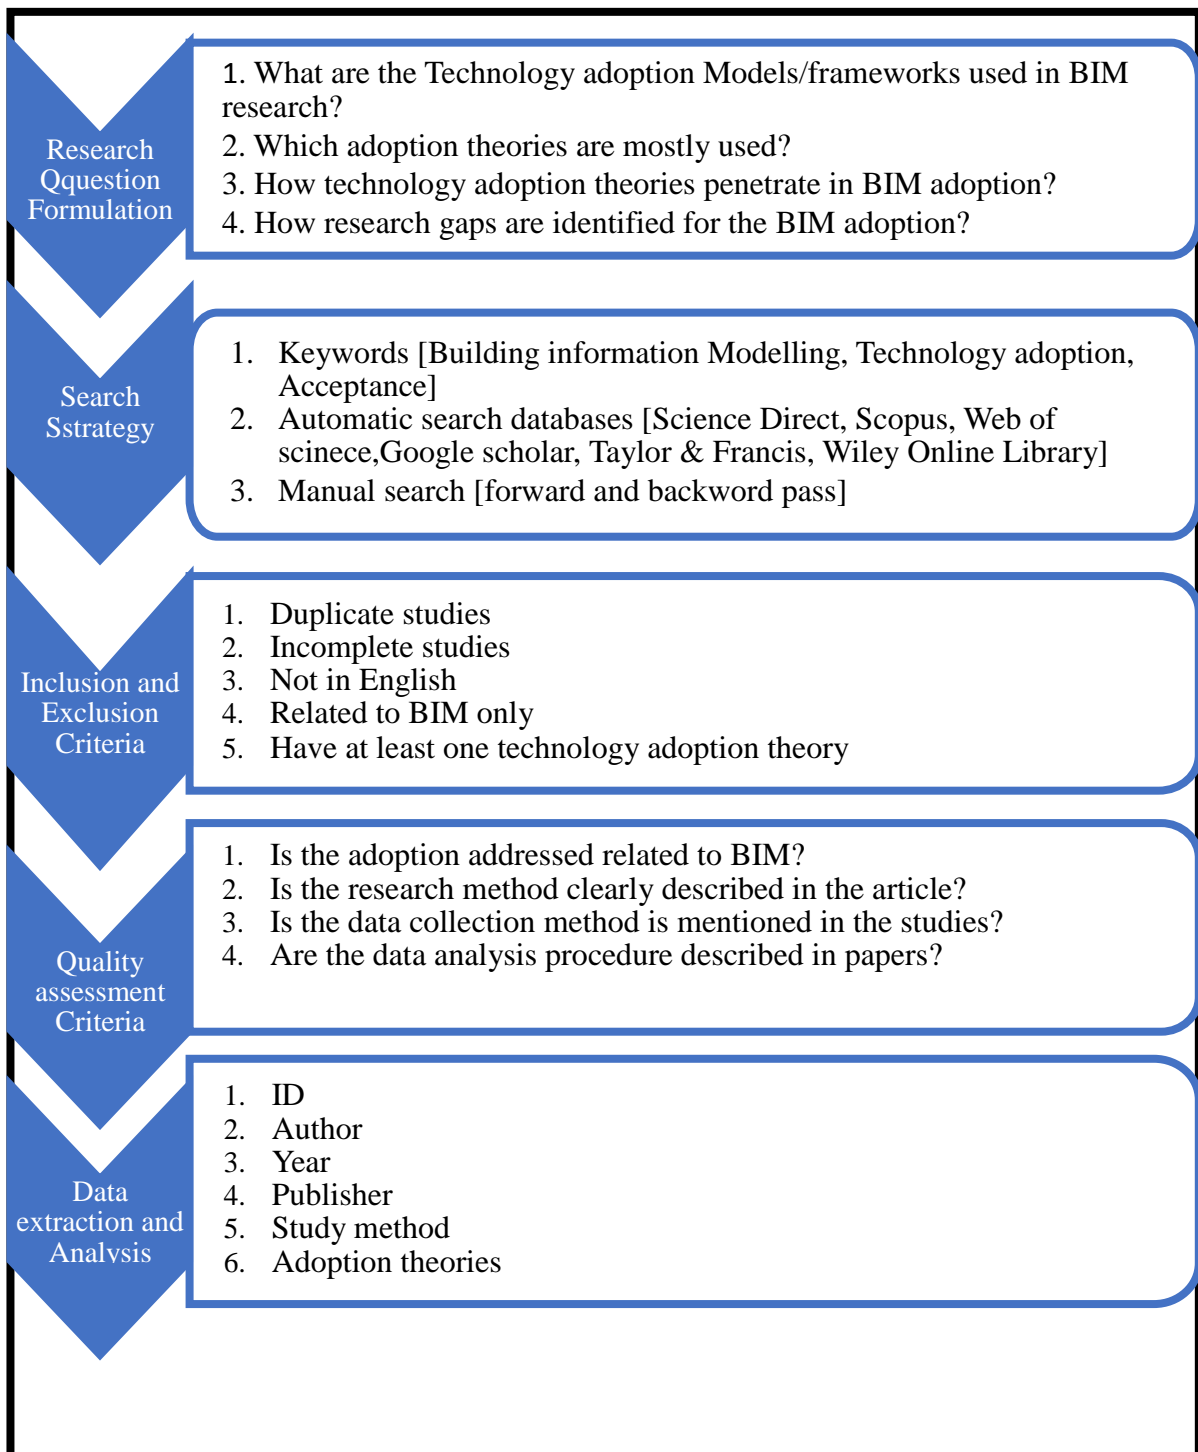 Research
Qquestion
Formulation
1. What are the Technology adoption Models/frameworks used in BIM
research?
2. Which adoption theories are mostly used?
3. How technology adoption theories penetrate in BIM adoption?
4. How research gaps are identified for the BIM adoption?
Search
Sstrategy
1. Keywords [Building information Modelling, Technology adoption,
Acceptance]
2. Automatic search databases [Science Direct, Scopus, Web of
scinece,Google scholar, Taylor & Francis, Wiley Online Library]
3. Manual search [forward and backword pass]
Inclusion and
Exclusion
Criteria
1. Duplicate studies
2. Incomplete studies
3. Not in English
4. Related to BIM only
5. Have at least one technology adoption theory
Quality
assessment
Criteria
1. Is the adoption addressed related to BIM?
2. Is the research method clearly described in the article?
3. Is the data collection method is mentioned in the studies?
4. Are the data analysis procedure described in papers?
Data
extraction and
Analysis
1. ID
2. Author
3. Year
4. Publisher
5. Study method
6. Adoption theories